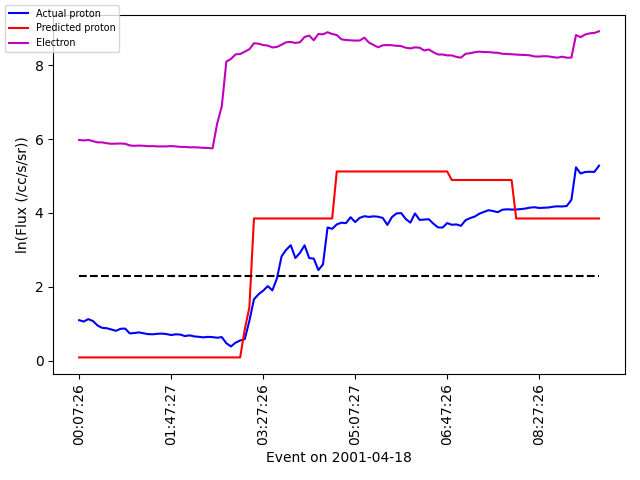 Actual proton
Predicted proton
Electron
ln(Flux (/cc/s/sr))
8
6
4
2
0
00:07:26
01:47:27
03:27:26
05:07:27
06:47:26
08:27:26
Event on 2001-04-18